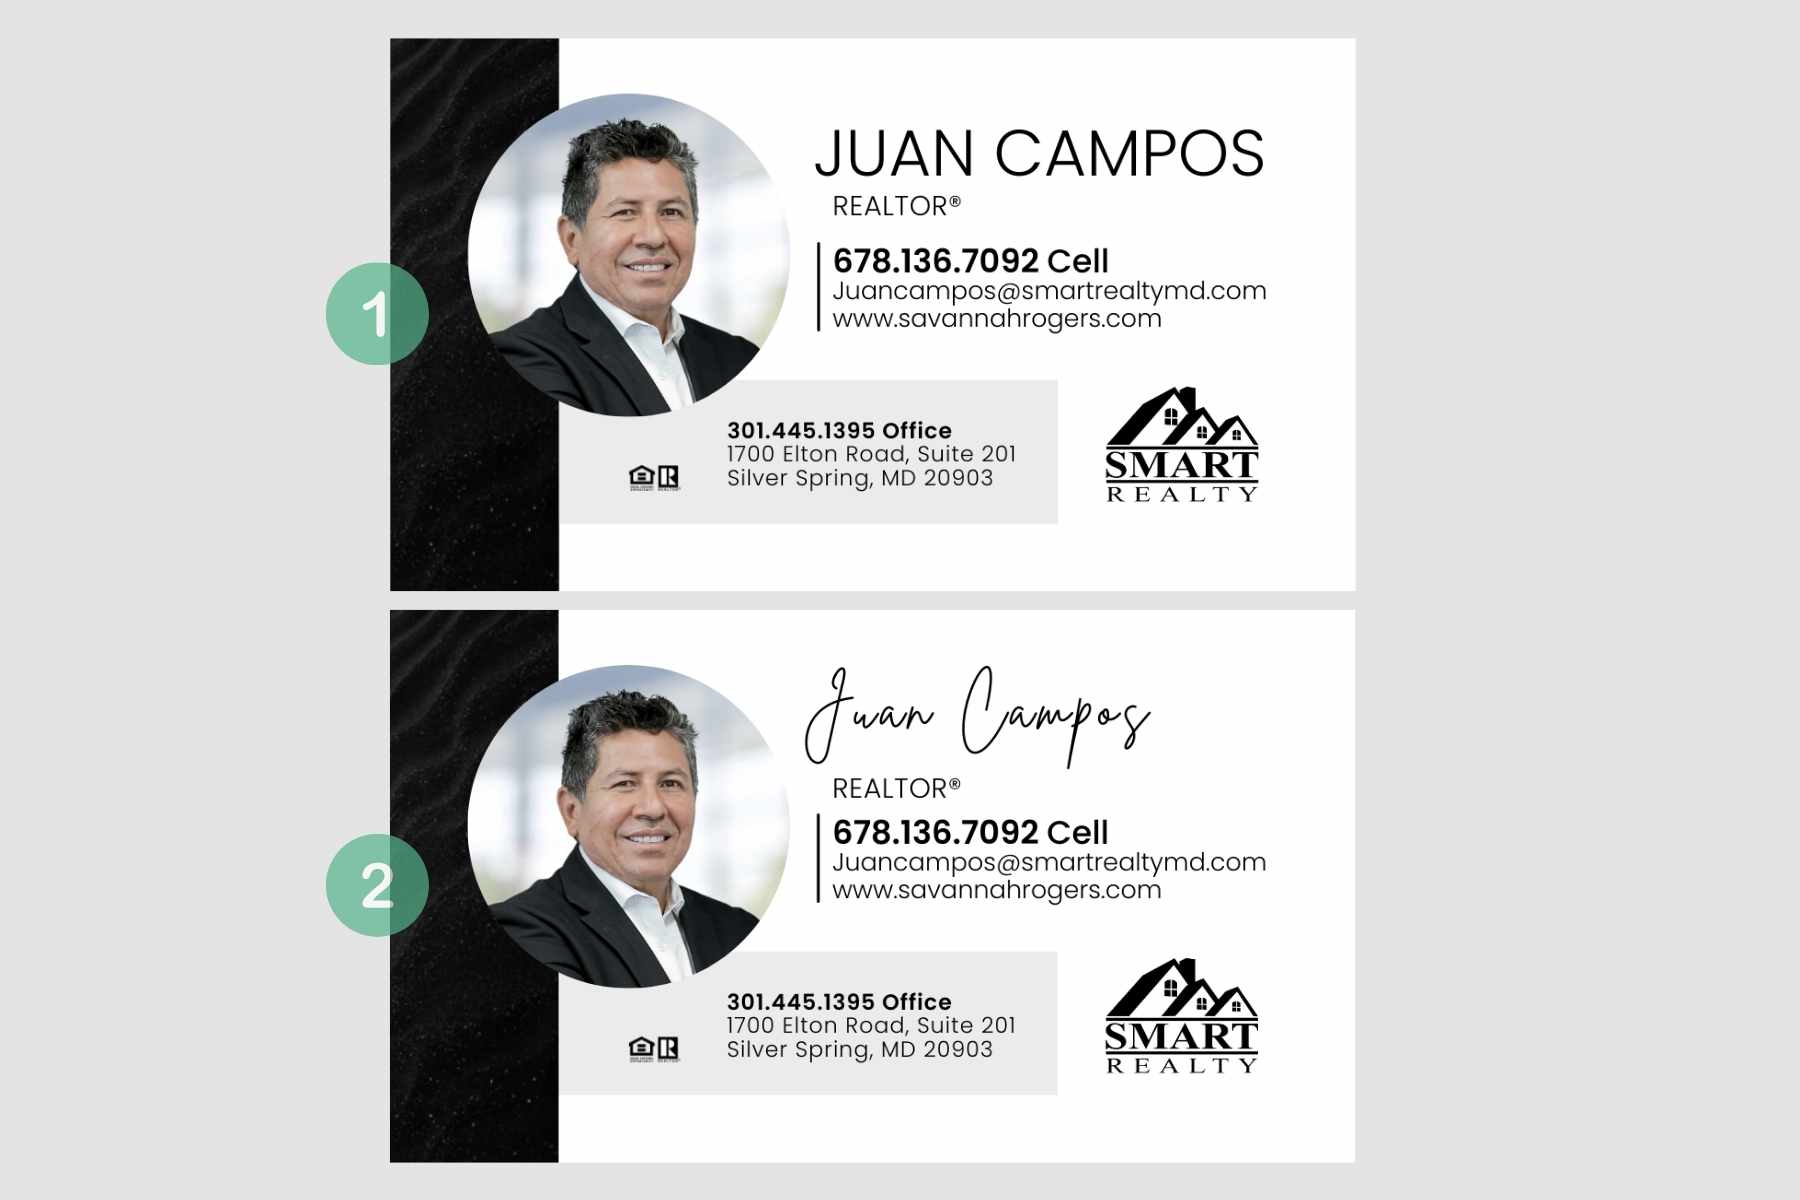 1
JUAN CAMPOS
REALTOR®
678.136.7092 Cell
Juancampos@smartrealtymd.com
www.savannahrogers.com
301.445.1395 Office
1700 Elton Road, Suite 201
Silver Spring, MD 20903
SMART
REALTY
2
Juan Campos
REALTOR®
678.136.7092 Cell
Juancampos@smartrealtymd.com
www.savannahrogers.com
301.445.1395 Office
1700 Elton Road, Suite 201
Silver Spring, MD 20903
SMART
REALTY